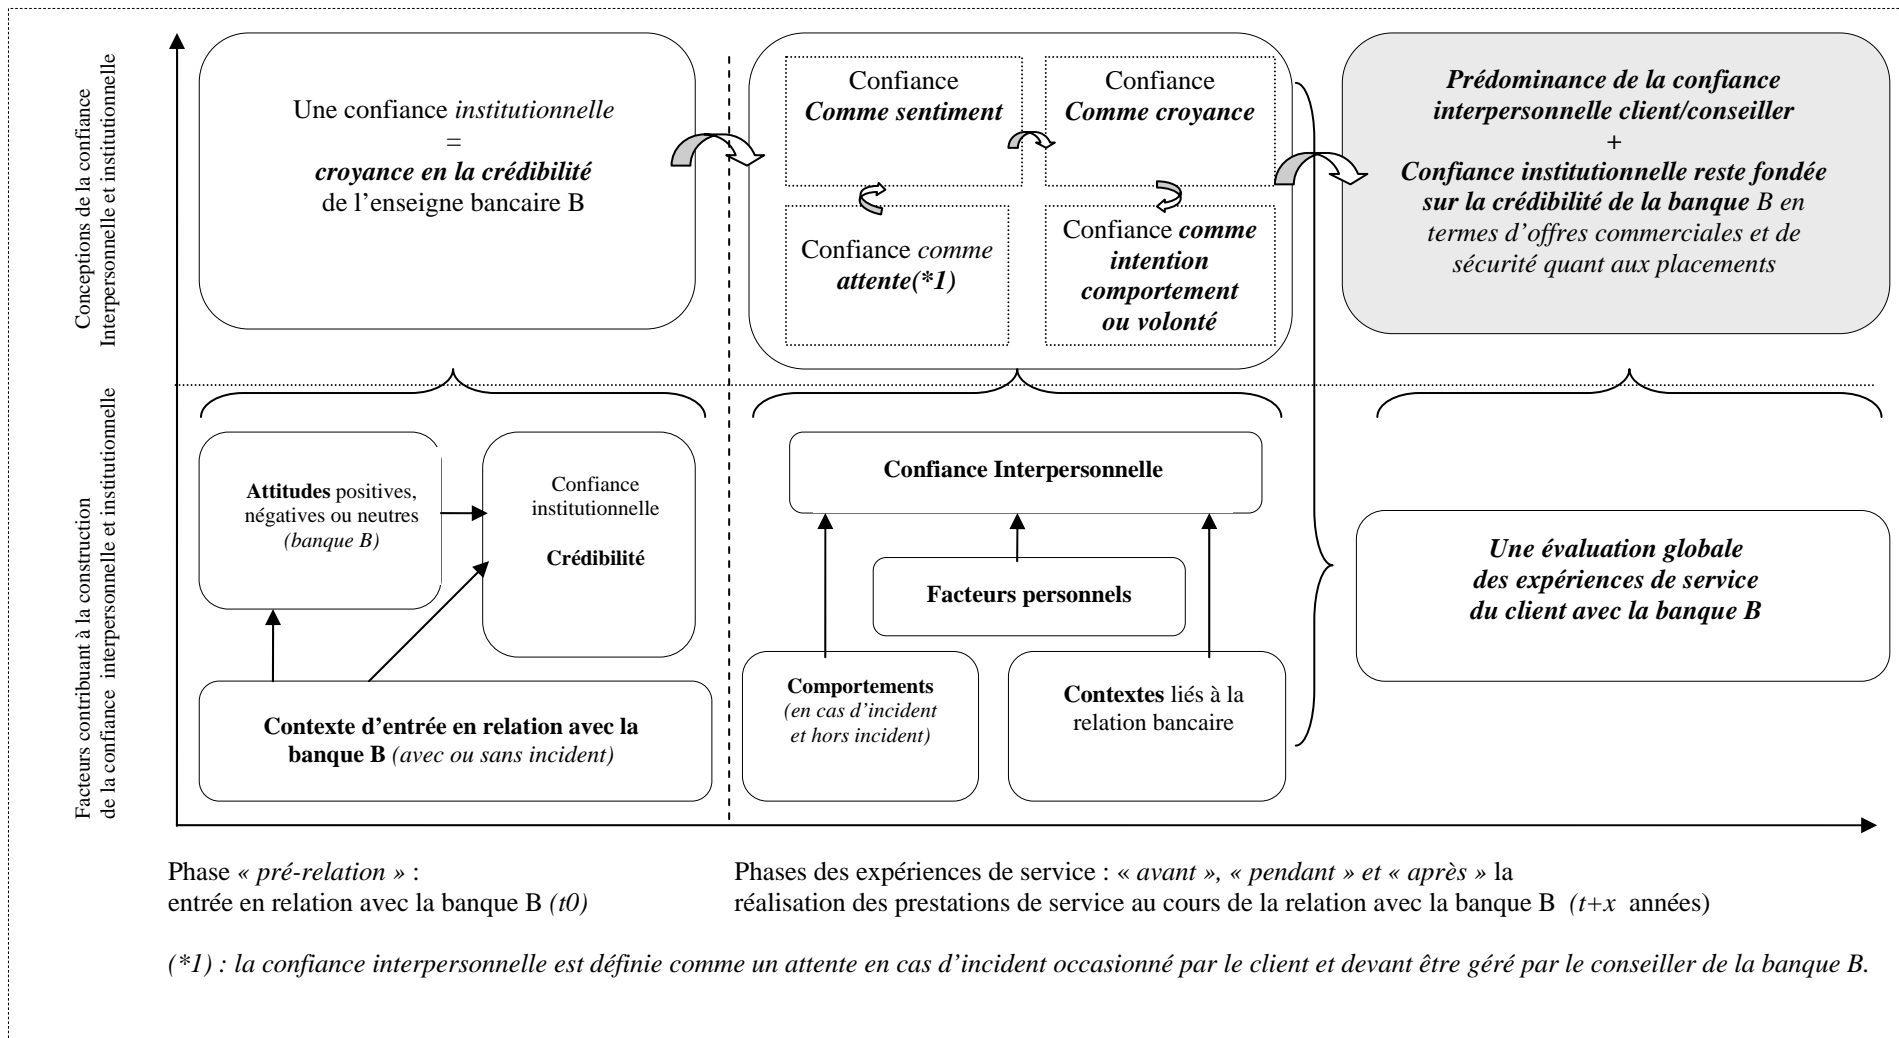 Conceptions de la confiance
Interpersonnelle et institutionnelle
Une confiance institutionnelle
=
croyance en la crédibilité
de l’enseigne bancaire B
Confiance
Comme sentiment
Confiance
Comme croyance
Confiance comme
attente(*1)
Confiance comme
intention
comportement
ou volonté
Prédominance de la confiance
interpersonnelle client/conseiller
+
Confiance institutionnelle reste fondée
sur la crédibilité de la banque B en
termes d’offres commerciales et de
sécurité quant aux placements
Facteurs contribuant à la construction
de la confiance interpersonnelle et institutionnelle
Attitudes positives,
négatives ou neutres
(banque B)
Confiance
institutionnelle
Crédibilité
Contexte d’entrée en relation avec la
banque B (avec ou sans incident)
Confiance Interpersonnelle
Facteurs personnels
Comportements
(en cas d’incident
et hors incident)
Contextes liés à la
relation bancaire
Une évaluation globale
des expériences de service
du client avec la banque B
Phase « pré-relation » :
entrée en relation avec la banque B (t0)
Phases des expériences de service : « avant », « pendant » et « après » la
réalisation des prestations de service au cours de la relation avec la banque B (t+x années)
(*1) : la confiance interpersonnelle est définie comme un attente en cas d’incident occasionné par le client et devant être géré par le conseiller de la banque B.